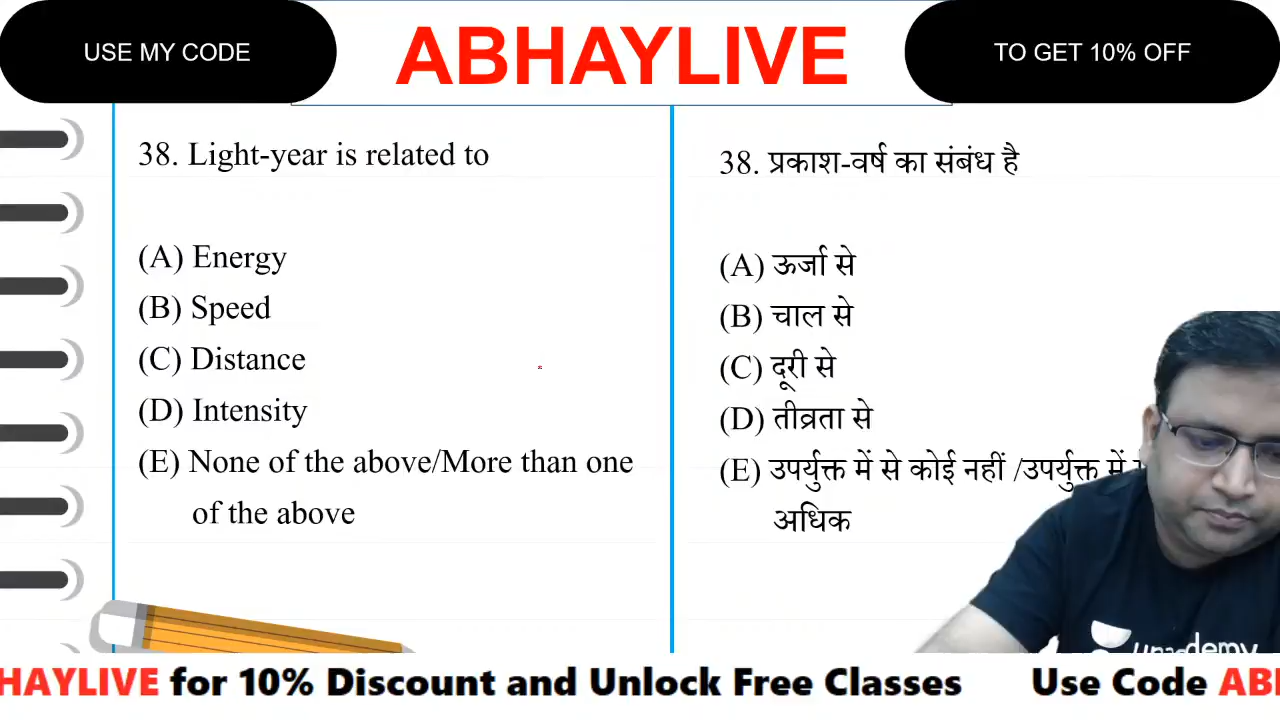 USE MY CODE
ABHAYLIVE
TO GET 10% OFF
38. Light-year is related to
(A) Energy
(B) Speed
(C) Distance
(D) Intensity
(E) None of the above/More than one
of the above
38. प्रकाश-वर्ष का संबंध है
(A) ऊर्जा से
(B) चाल से
(C) दूरी से
(D) तीव्रता से
(E) उपर्युक्त में से कोई नहीं /उपर्युक्त में
अधिक
unacademy
HAYLIVE for 10% Discount and Unlock Free Classes Use Code AB